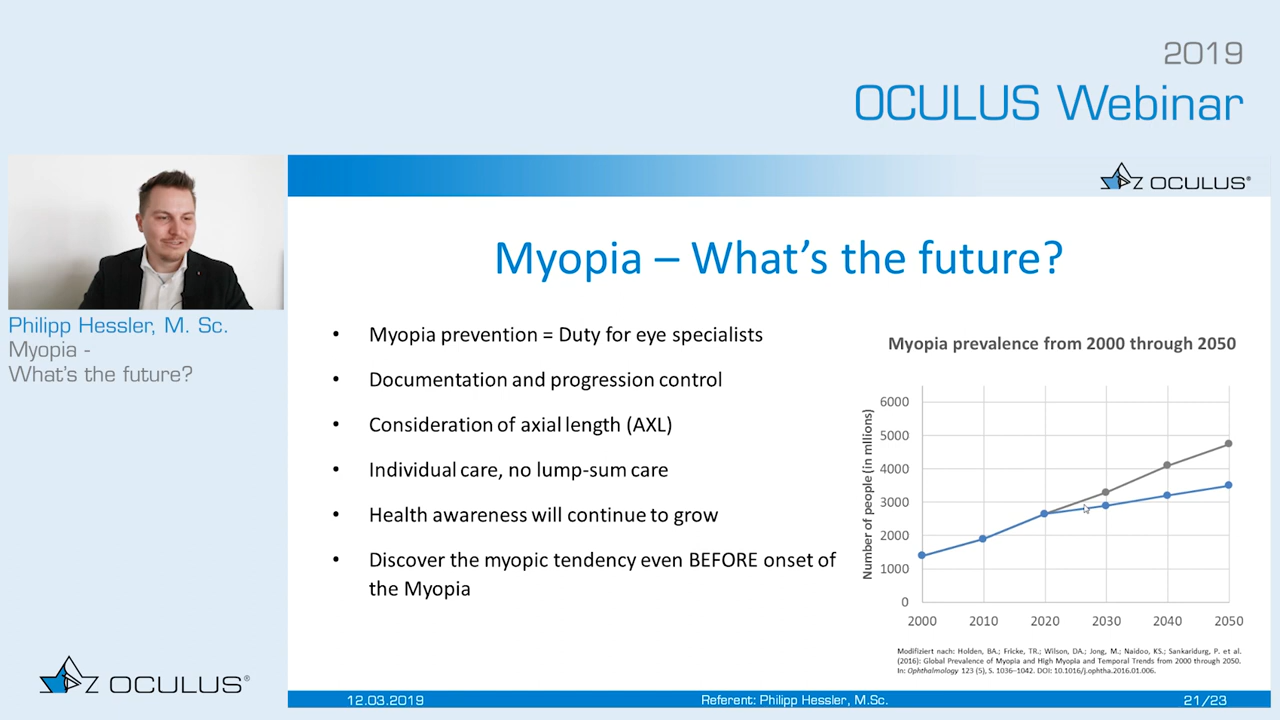 2019
OCULUS Webinar
OCULUS®
Philipp Hessler, M. Sc.
Myopia -
What's the future?
Myopia – What's the future?
• Myopia prevention = Duty for eye specialists
• Documentation and progression control
• Consideration of axial length (AXL)
• Individual care, no lump-sum care
• Health awareness will continue to grow
• Discover the myopic tendency even BEFORE onset of
the Myopia
Myopia prevalence from 2000 through 2050
Number of people (in mllions)
6000
5000
4000
3000
2000
1000
0
2000 2010 2020 2030 2040 2050
Modifiziert nach: Holden, BA.; Fricke, TR.; Wilson, DA.; Jong, M.; Naidoo, KS.; Sankaridurg, P. et al.
(2016): Global Prevalence of Myopia and High Myopia and Temporal Trends from 2000 through 2050.
In: Ophthalmology 123 (5), S. 1036–1042. DOI: 10.1016/j.ophtha.2016.01.006.
OCULUS®
12.03.2019 Referent: Philipp Hessler, M.Sc. 21/23